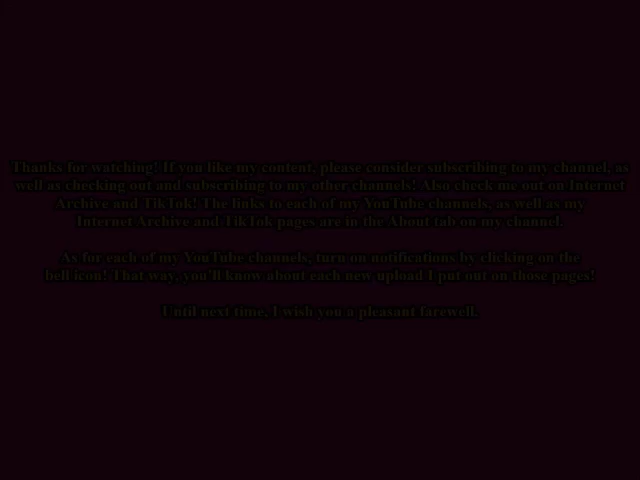 Thanks for watching! If you like my content, please consider subscribing to my channel, as
well as checking out and subscribing to my other channels! Also check me out on Internet
Archive and TikTok! The links to each of my YouTube channels, as well as my
Internet Archive and TikTok pages are in the About tab on my channel.
As for each of my YouTube channels, turn on notifications by clicking on the
bell icon! That way, you'll know about each new upload I put out on those pages!
Until next time, I wish you a pleasant farewell.